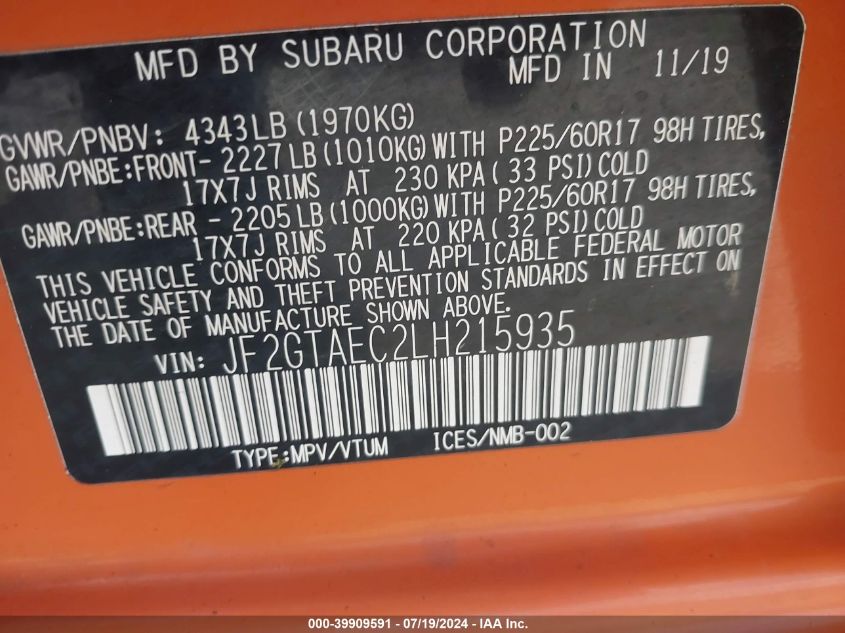 MFD BY SUBARU CORPORATION
MFD IN 11/19
GVWR/PNBV: 4343LB (1970KG)
GAWR/PNBE:FRONT- 2227LB (1010KG) WITH P225/60R17 98H TIRES,
17X7J RIMS AT 230 KPA ( 33 PSI) COLD
GAWR/PNBE:REAR - 2205LB (1000KG) WITH P225/60R17 98H TIRES,
17X7J RIMS AT 220 KPA ( 32 PSI) COLD
THIS VEHICLE CONFORMS TO ALL APPLICABLE FEDERAL MOTOR
VEHICLE SAFETY AND THEFT PREVENTION STANDARDS IN EFFECT ON
THE DATE OF MANUFACTURE SHOWN ABOVE.
VIN: JF2GTAEC2LH215935
TYPE:MPV/VTUM ICES/NMB-002
000-39909591 - 07/19/2024 - IAA Inc.